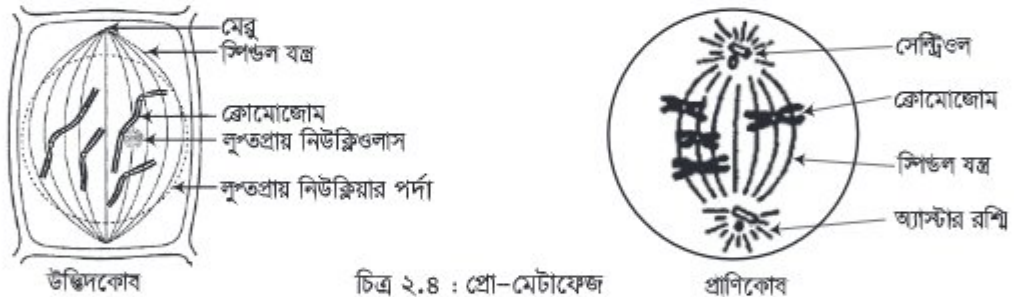 মেরু
স্পিন্ডল যন্ত্র
ক্রোমোজোম
লুপ্তপ্রায় নিউক্লিওলাস
লুপ্তপ্রায় নিউক্লিয়ার পর্দা
উদ্ভিদকোষ
সেন্ট্রিওল
ক্রোমোজোম
স্পিন্ডল যন্ত্র
অ্যাস্টার রশ্মি
প্রাণিকোষ
চিত্র ২.৪ : প্রো-মেটাফেজ